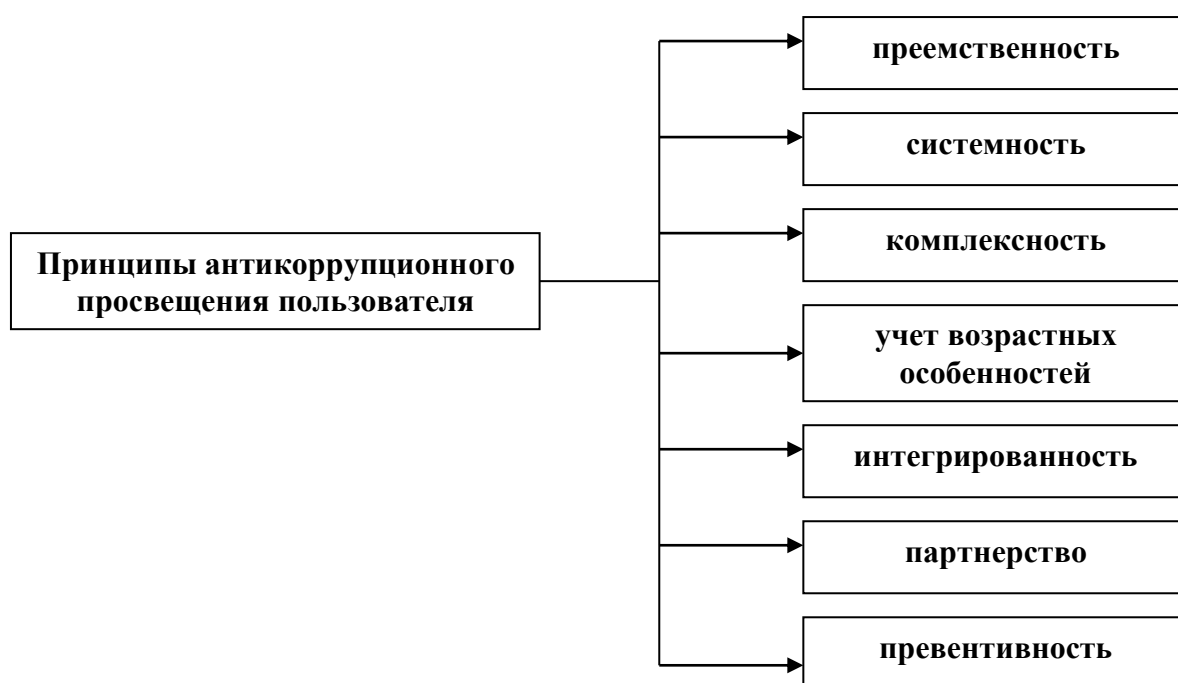 преемственность
системность
комплексность
Принципы антикоррупционного
просвещения пользователя
учет возрастных
особенностей
интегрированность
партнерство
превентивность